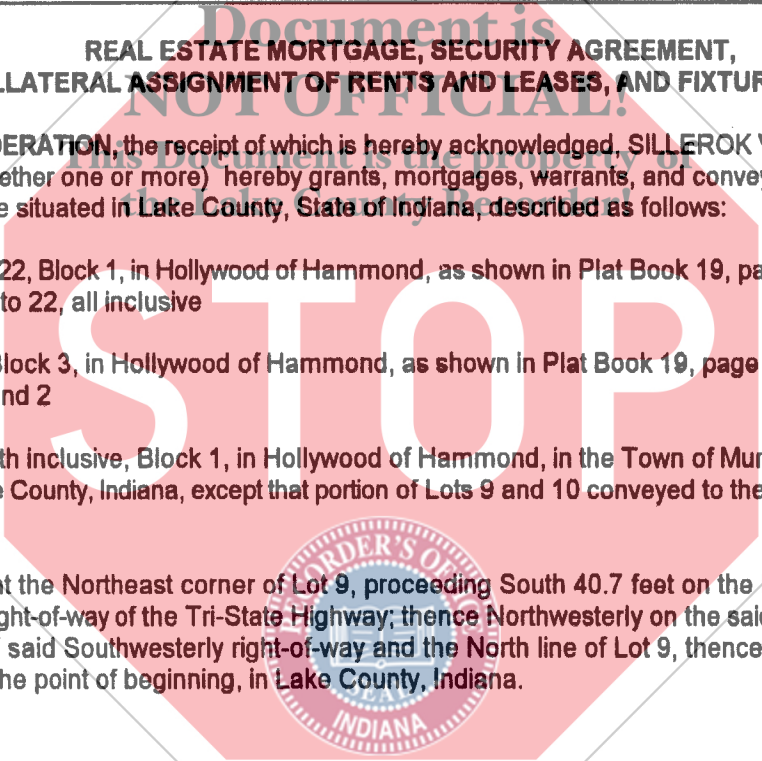 Document is
REAL ESTATE MORTGAGE, SECURITY AGREEMENT,
LLATERAL ASSIGNMENT OF RENTS AND LEASES, AND FIXTUR
NOT OFFICIAL!
DERATION, the receipt of which is hereby acknowledged, SILLEROK V
This Document is the property of
ether one or more) hereby grants, mortgages, warrants, and convey
the Lake County Recorder!
e situated in Lake County, State of Indiana, described as follows:
22, Block 1, in Hollywood of Hammond, as shown in Plat Book 19, pa
to 22, all inclusive
STOP
Block 3, in Hollywood of Hammond, as shown in Plat Book 19, page
nd 2
th inclusive, Block 1, in Hollywood of Hammond, in the Town of Mun
e County, Indiana, except that portion of Lots 9 and 10 conveyed to the
RECORDER'S OFFICE
at the Northeast corner of Lot 9, proceeding South 40.7 feet on the
ght-of-way of the Tri-State Highway; thence Northwesterly on the said
said Southwesterly right-of-way and the North line of Lot 9, thence
he point of beginning, in Lake County, Indiana.
SEAL
INDIANA